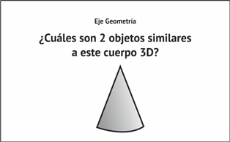 Eje Geometría
¿Cuáles son 2 objetos similares
a este cuerpo 3D?